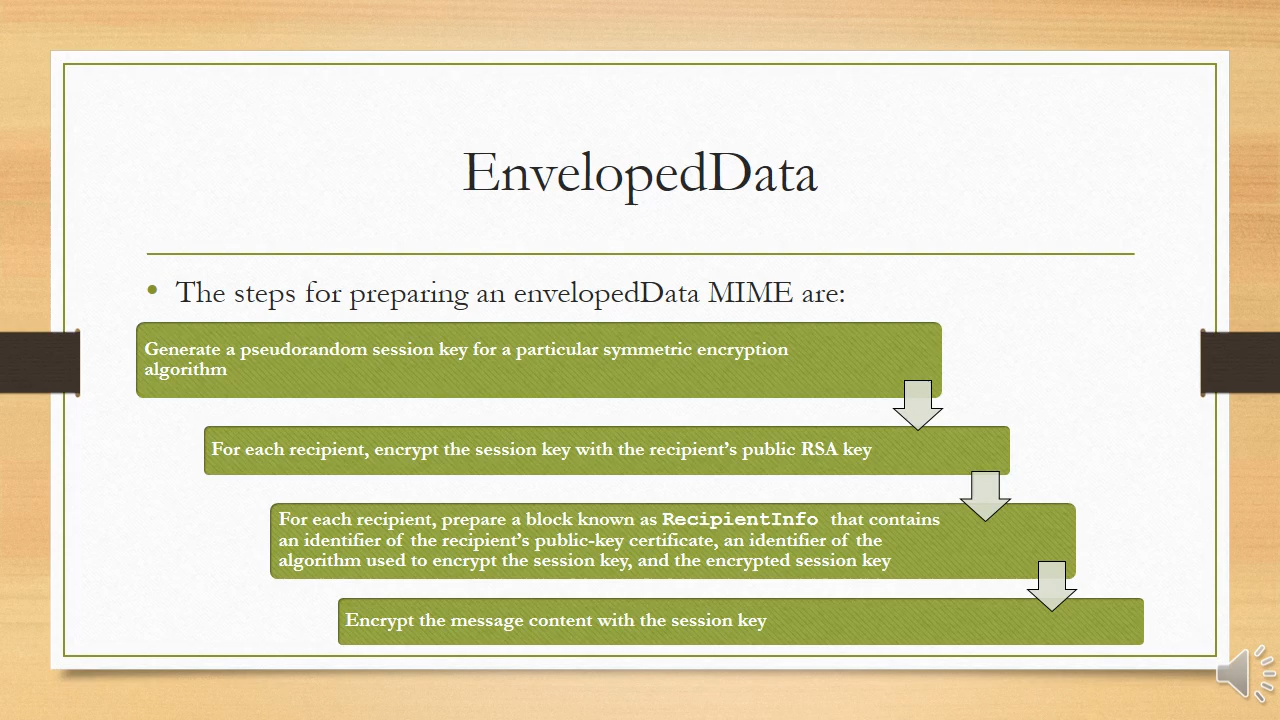 EnvelopedData
• The steps for preparing an envelopedData MIME are:
Generate a pseudorandom session key for a particular symmetric encryption
algorithm
For each recipient, encrypt the session key with the recipient’s public RSA key
For each recipient, prepare a block known as RecipientInfo that contains
an identifier of the recipient’s public-key certificate, an identifier of the
algorithm used to encrypt the session key, and the encrypted session key
Encrypt the message content with the session key